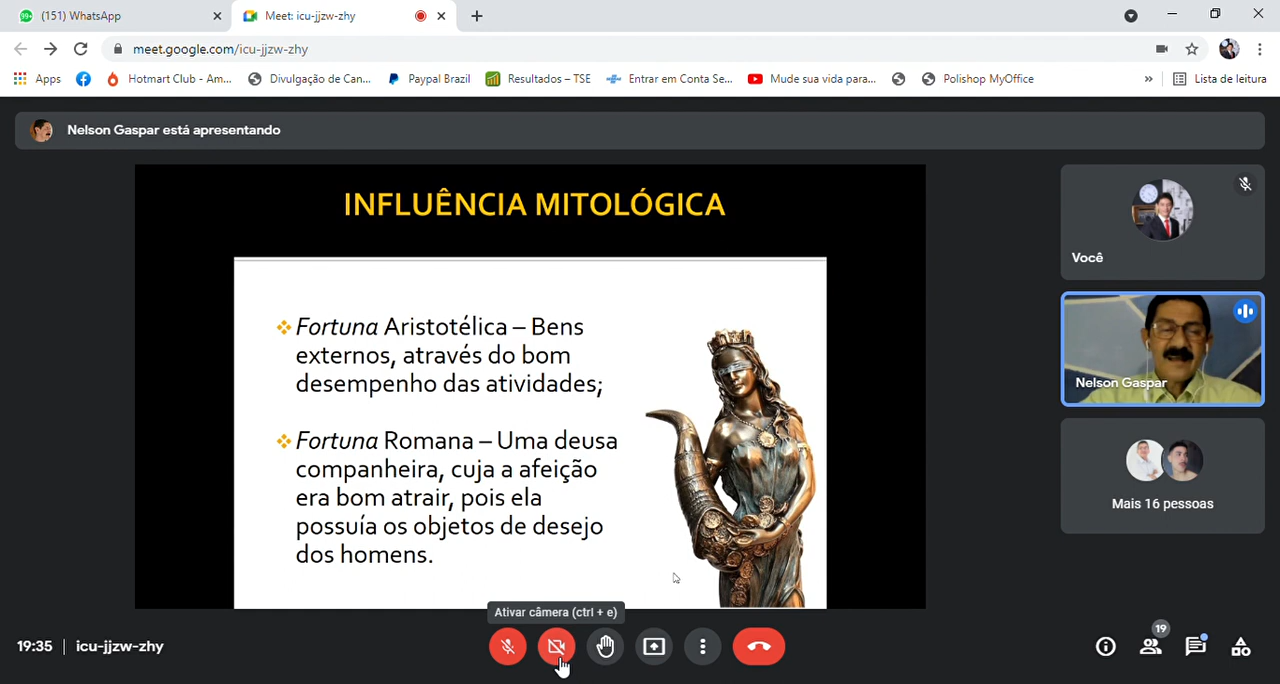 99+ (151) WhatsApp
Meet: icu-jjzw-zhy
meet.google.com/icu-jjzw-zhy
Apps
Hotmart Club - Am...
Divulgação de Can...
Paypal Brazil
Resultados – TSE
Entrar em Conta Se...
Mude sua vida para...
Polishop MyOffice
»
Lista de leitura
Nelson Gaspar está apresentando
INFLUÊNCIA MITOLÓGICA
Fortuna Aristotélica – Bens
externos, através do bom
desempenho das atividades;
Fortuna Romana – Uma deusa
companheira, cuja a afeição
era bom atrair, pois ela
possuía os objetos de desejo
dos homens.
Você
Nelson Gaspar
Mais 16 pessoas
Ativar câmera (ctrl + e)
19:35 | icu-jjzw-zhy
19